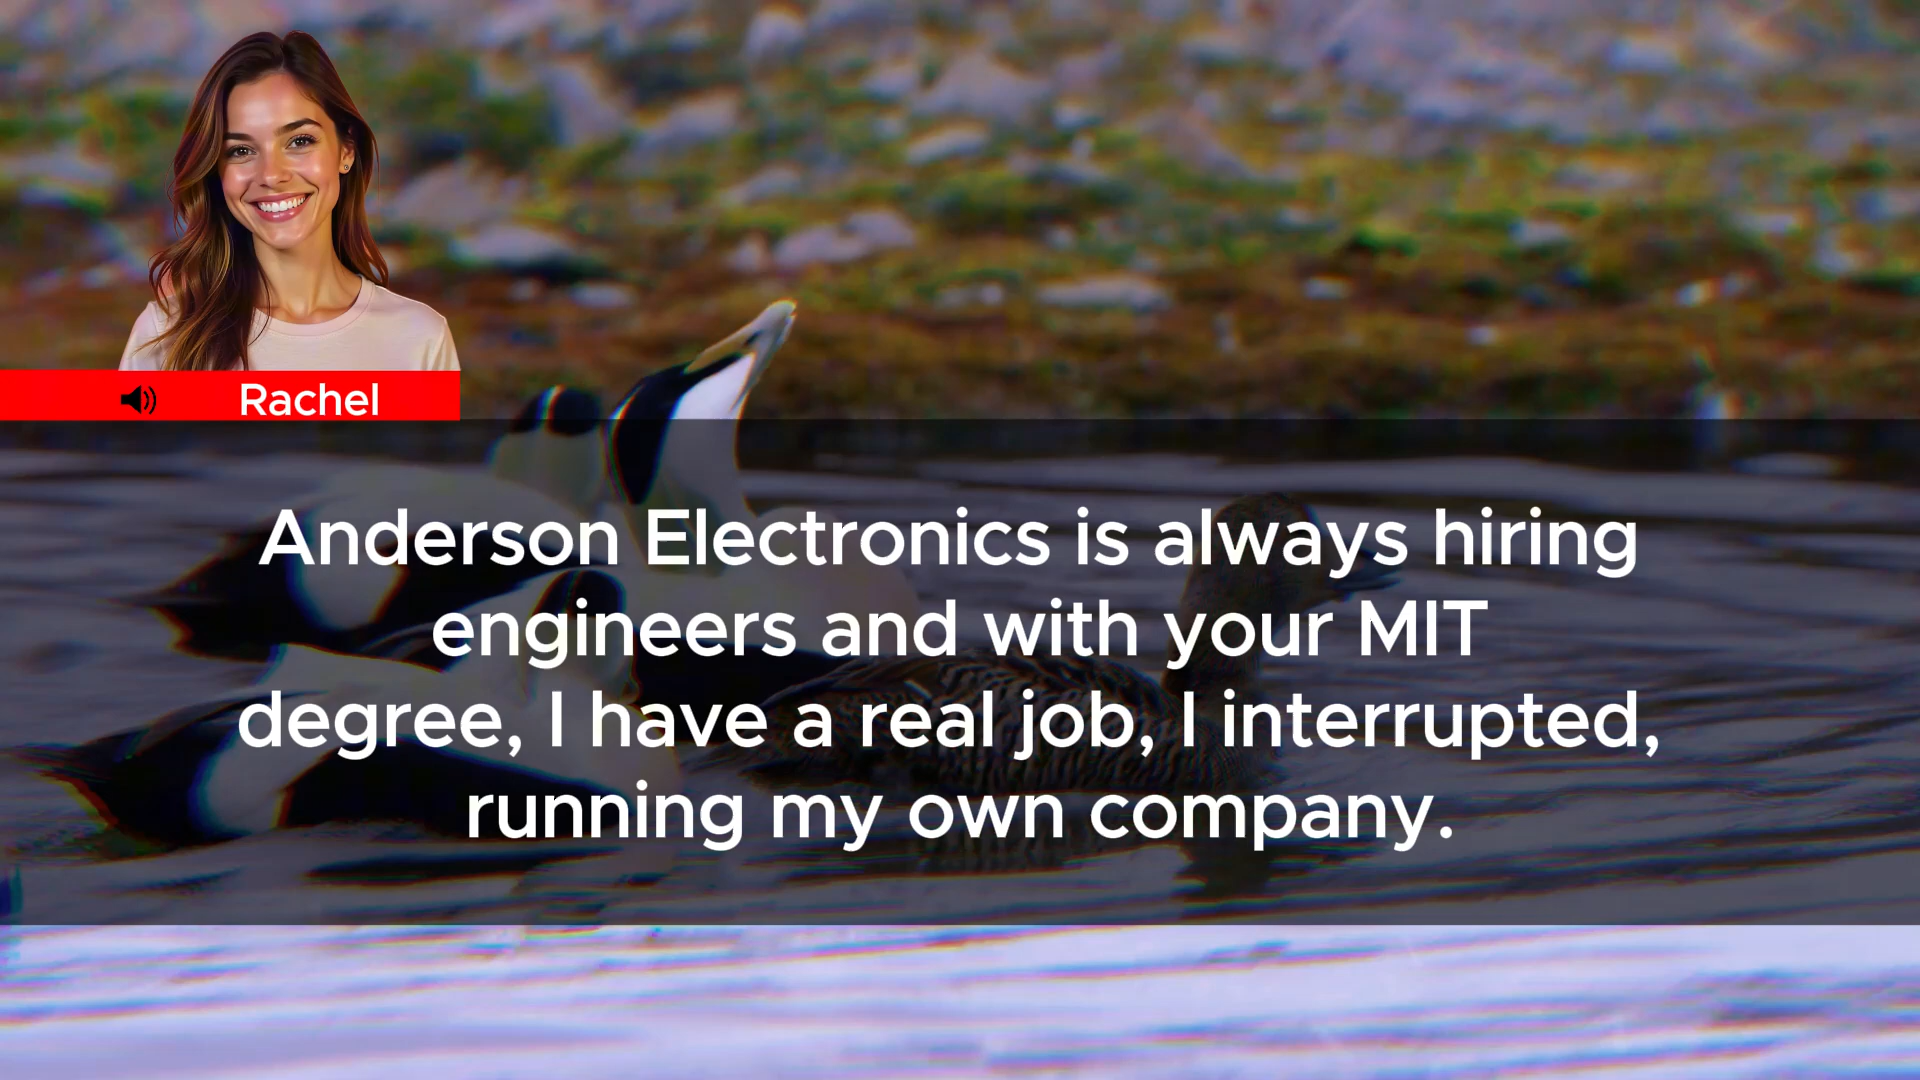 Rachel
Anderson Electronics is always hiring
engineers and with your MIT
degree, I have a real job, I interrupted,
running my own company.